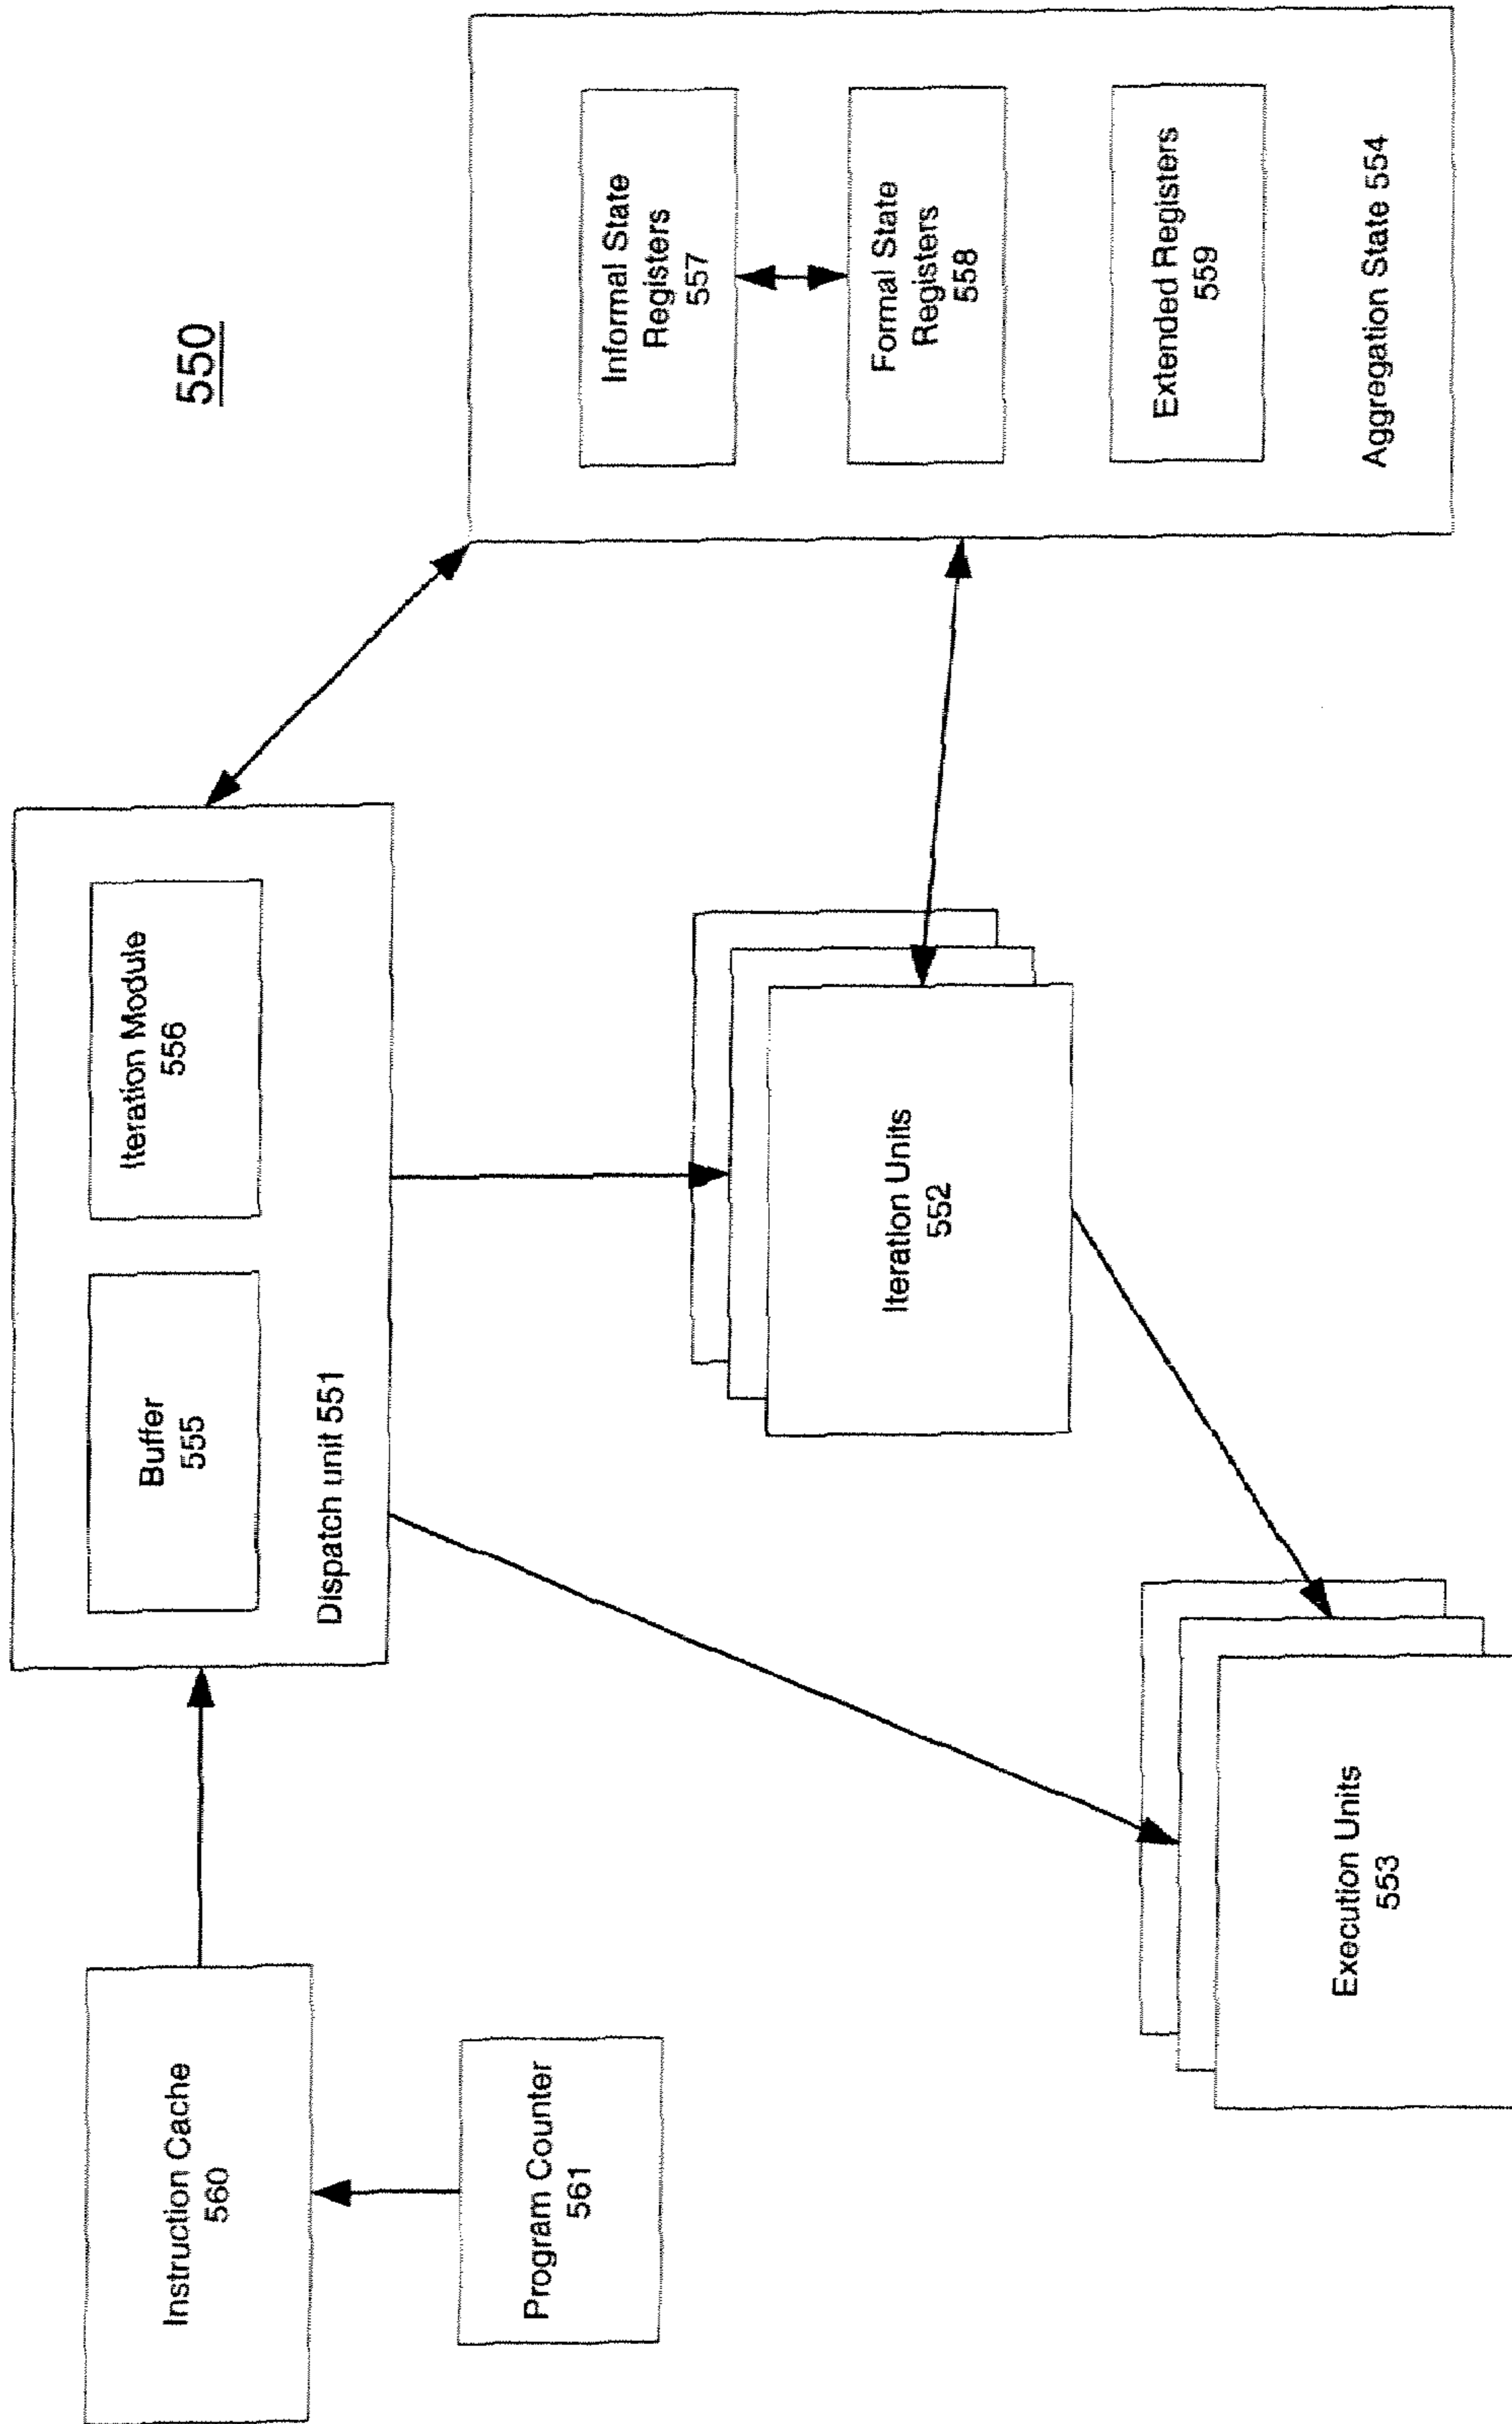 550
Instruction Cache
560
Program Counter
561
Buffer
555
Iteration Module
556
Dispatch unit 551
Iteration Units
552
Execution Units
553
Informal State
Registers
557
Formal State
Registers
558
Extended Registers
559
Aggregation State 554